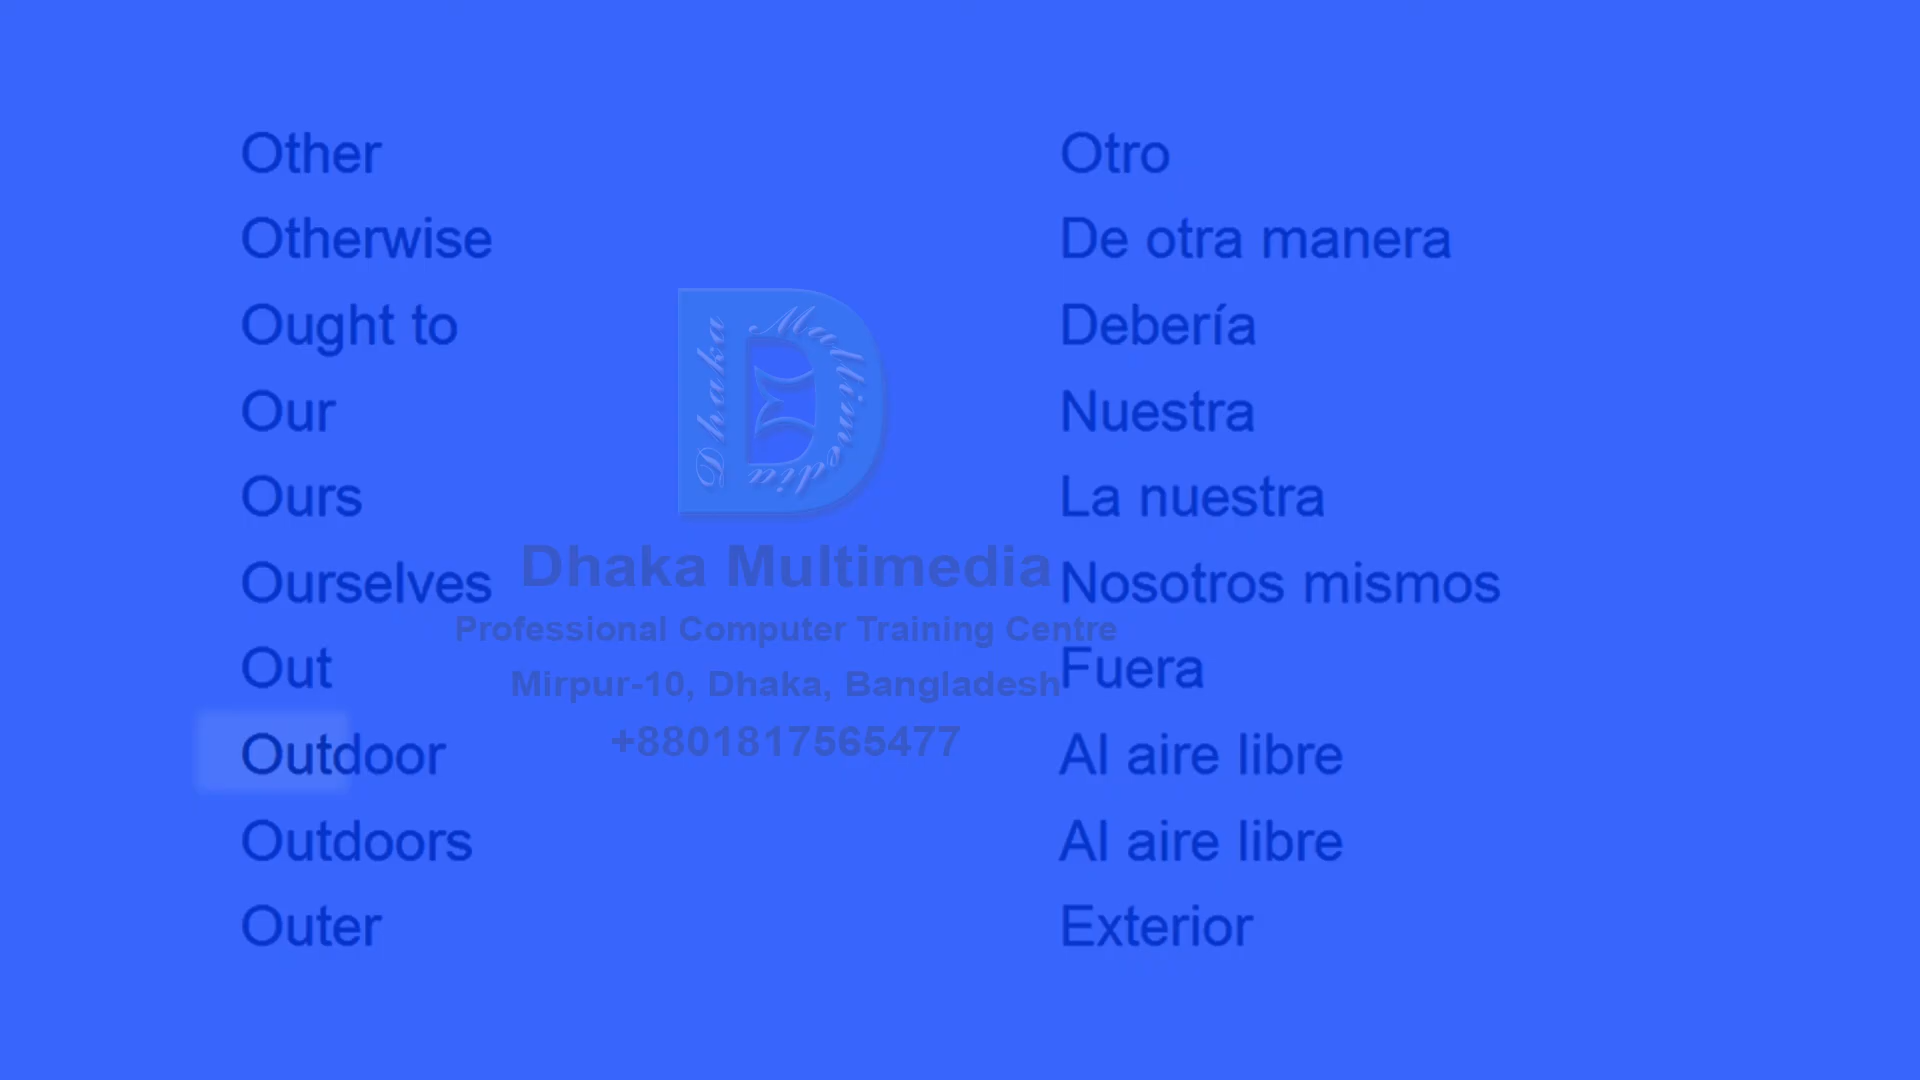 Other Otro
Otherwise De otra manera
Ought to Debería
Our Nuestra
Ours La nuestra
Ourselves Nosotros mismos
Out Fuera
Outdoor Al aire libre
Outdoors Al aire libre
Outer Exterior
Dhaka Multimedia
Dhaka Multimedia
Professional Computer Training Centre
Mirpur-10, Dhaka, Bangladesh
+8801817565477